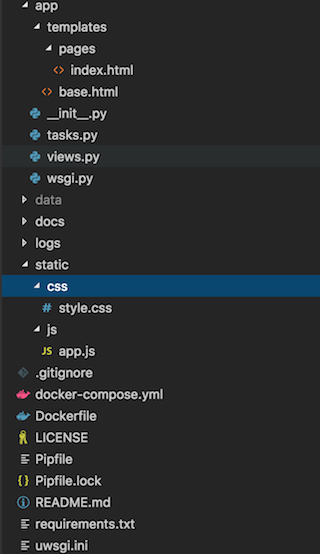 app
templates
pages
<> index.html
<> base.html
__init__.py
tasks.py
views.py
wsgi.py
data
docs
logs
static
css
# style.css
js
JS app.js
.gitignore
docker-compose.yml
Dockerfile
LICENSE
Pipfile
{} Pipfile.lock
README.md
requirements.txt
uwsgi.ini